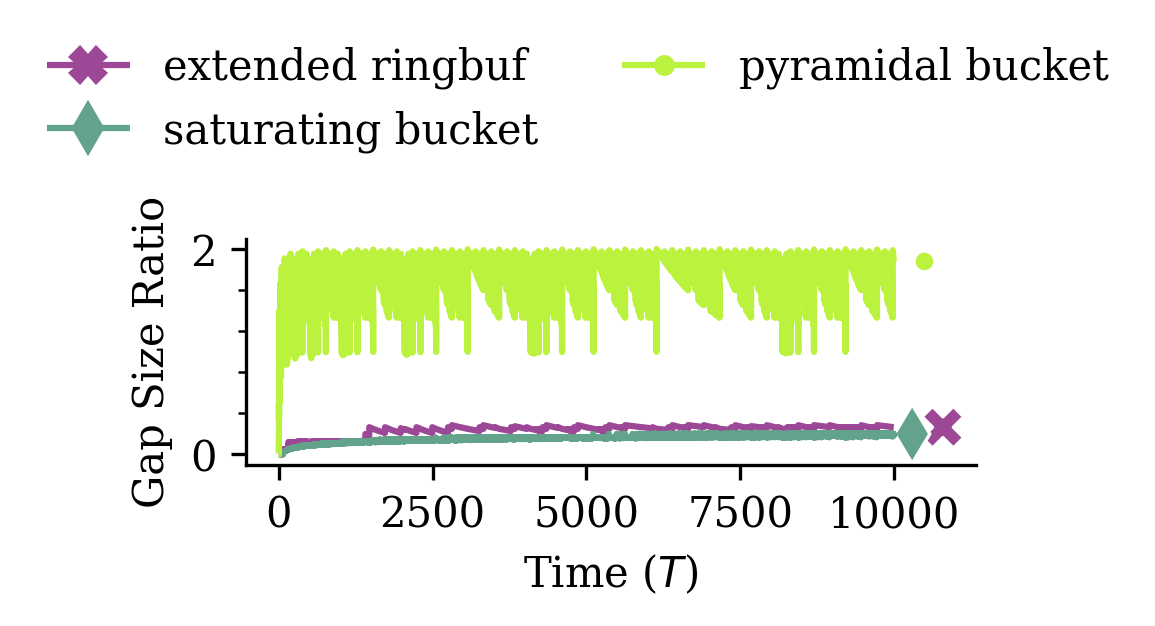 extended ringbuf
pyramidal bucket
saturating bucket
Gap Size Ratio
2
0
0 2500 5000 7500 10000
Time (T)